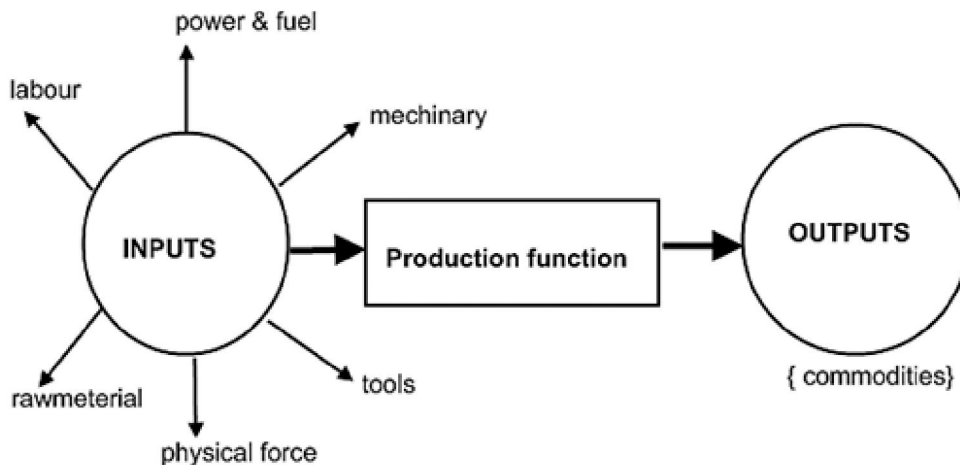 power & fuel
labour
mechinary
INPUTS
Production function
OUTPUTS
{ commodities}
rawmeterial
tools
physical force